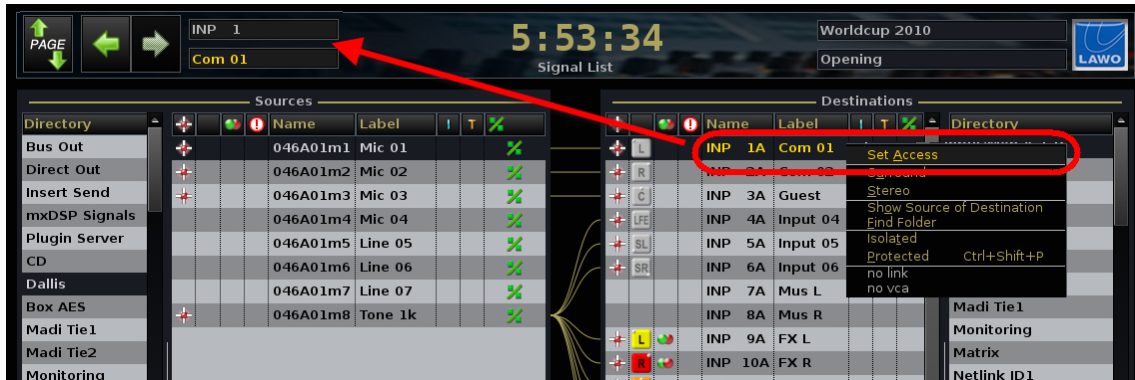 PAGE
INP 1
Com 01
5:53:34
Signal List
Worldcup 2010
Opening
LAWO
Sources
Directory
Bus Out
Direct Out
Insert Send
mxDSP Signals
Plugin Server
CD
Dallis
Box AES
Madi Tie1
Madi Tie2
Monitoring
Name Label I T
046A01m1 Mic 01
046A01m2 Mic 02
046A01m3 Mic 03
046A01m4 Mic 04
046A01m5 Line 05
046A01m6 Line 06
046A01m7 Line 07
046A01m8 Tone 1k
Destinations
Name Label I T
L INP 1A Com 01
R
C INP 3A Guest
LFE INP 4A Input 04
SL INP 5A Input 05
SR INP 6A Input 06
INP 7A Mus L
INP 8A Mus R
L INP 9A FX L
R INP 10A FX R
Set Access
Surround
Stereo
Show Source of Destination
Find Folder
Isolated
Protected Ctrl+Shift+P
no link
no vca
Directory
Madi Tie1
Monitoring
Matrix
Netlink ID1